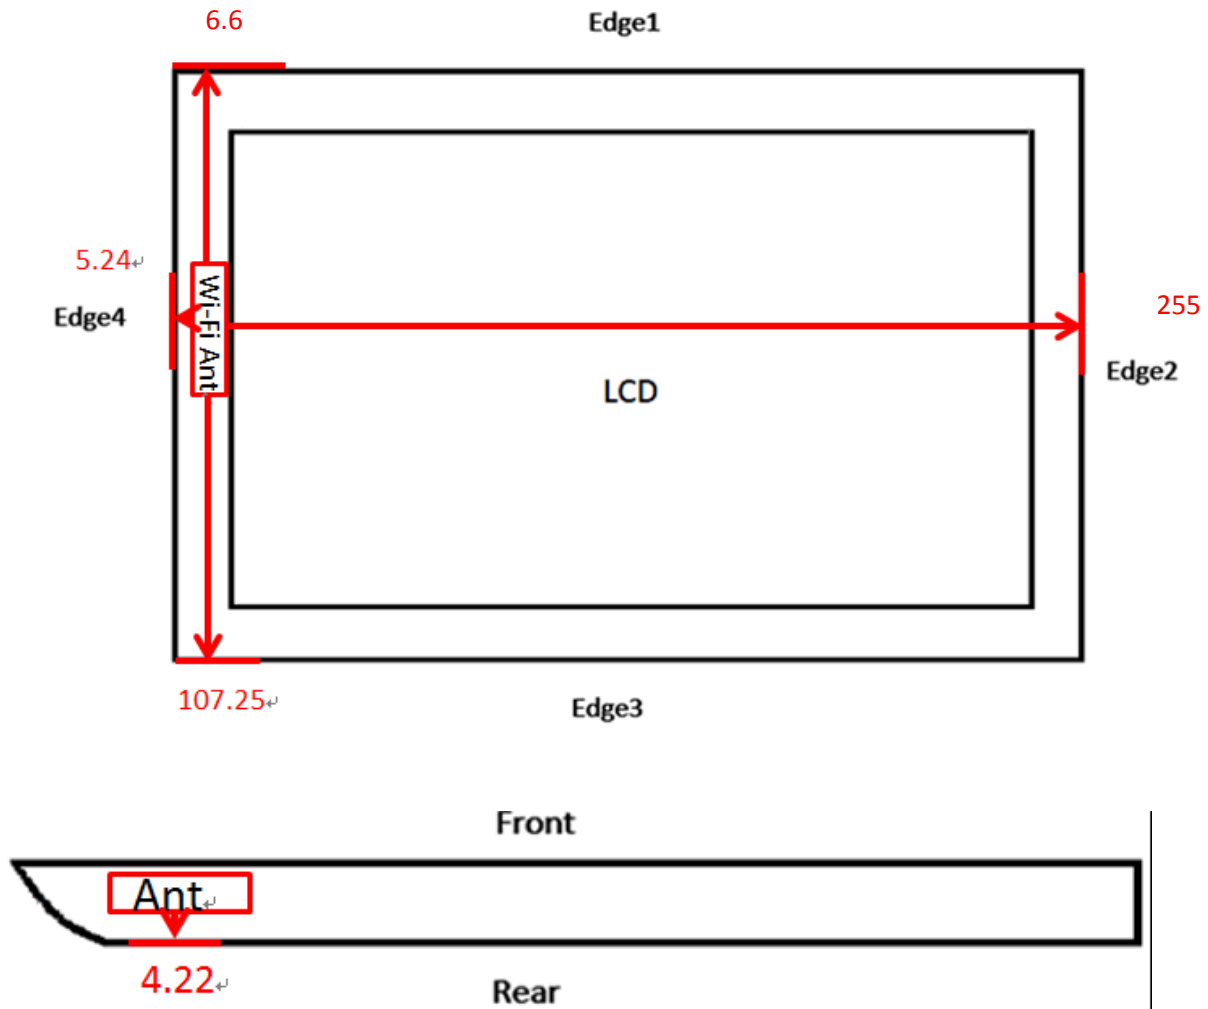 6.6
Edge1
5.24↵
Edge4
Wi-Fi Ant
255
Edge2
LCD
107.25↵
Edge3
Front
Ant↵
4.22↵
Rear